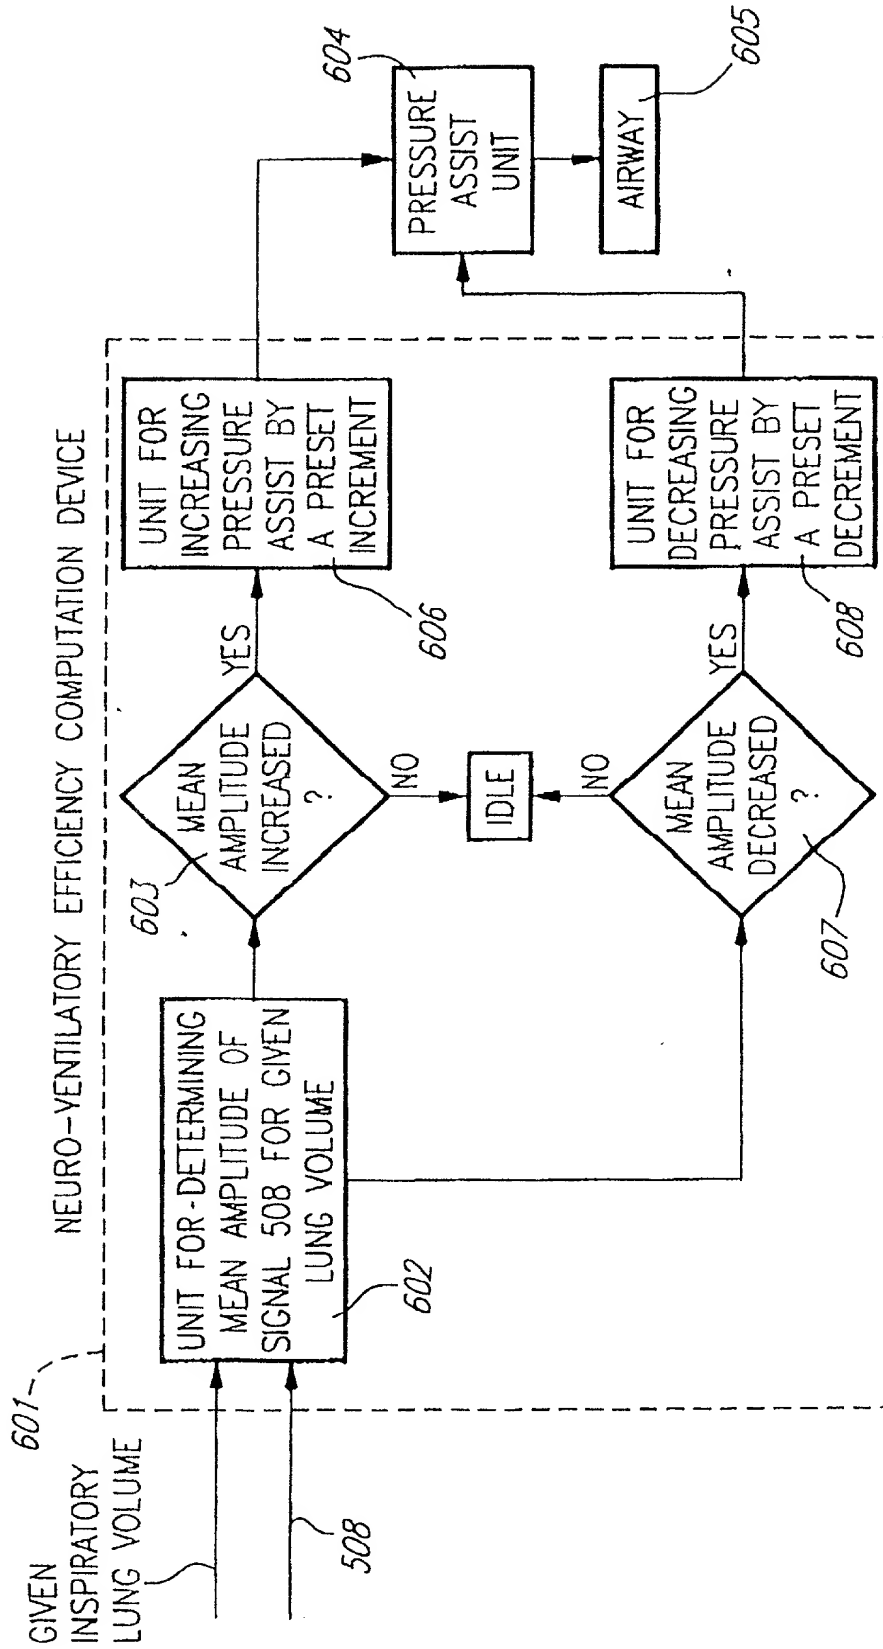 NEURO-VENTILATORY EFFICIENCY COMPUTATION DEVICE
GIVEN
INSPIRATORY
LUNG VOLUME
601
508
UNIT FOR-DETERMINING
MEAN AMPLITUDE OF
SIGNAL 508 FOR GIVEN
LUNG VOLUME
602
603
MEAN
AMPLITUDE
INCREASED
?
YES
NO
UNIT FOR
INCREASING
PRESSURE
ASSIST BY
A PRESET
INCREMENT
606
IDLE
NO
MEAN
AMPLITUDE
DECREASED
?
607
YES
UNIT FOR
DECREASING
PRESSURE
ASSIST BY
A PRESET
DECREMENT
608
604
PRESSURE
ASSIST
UNIT
AIRWAY
605